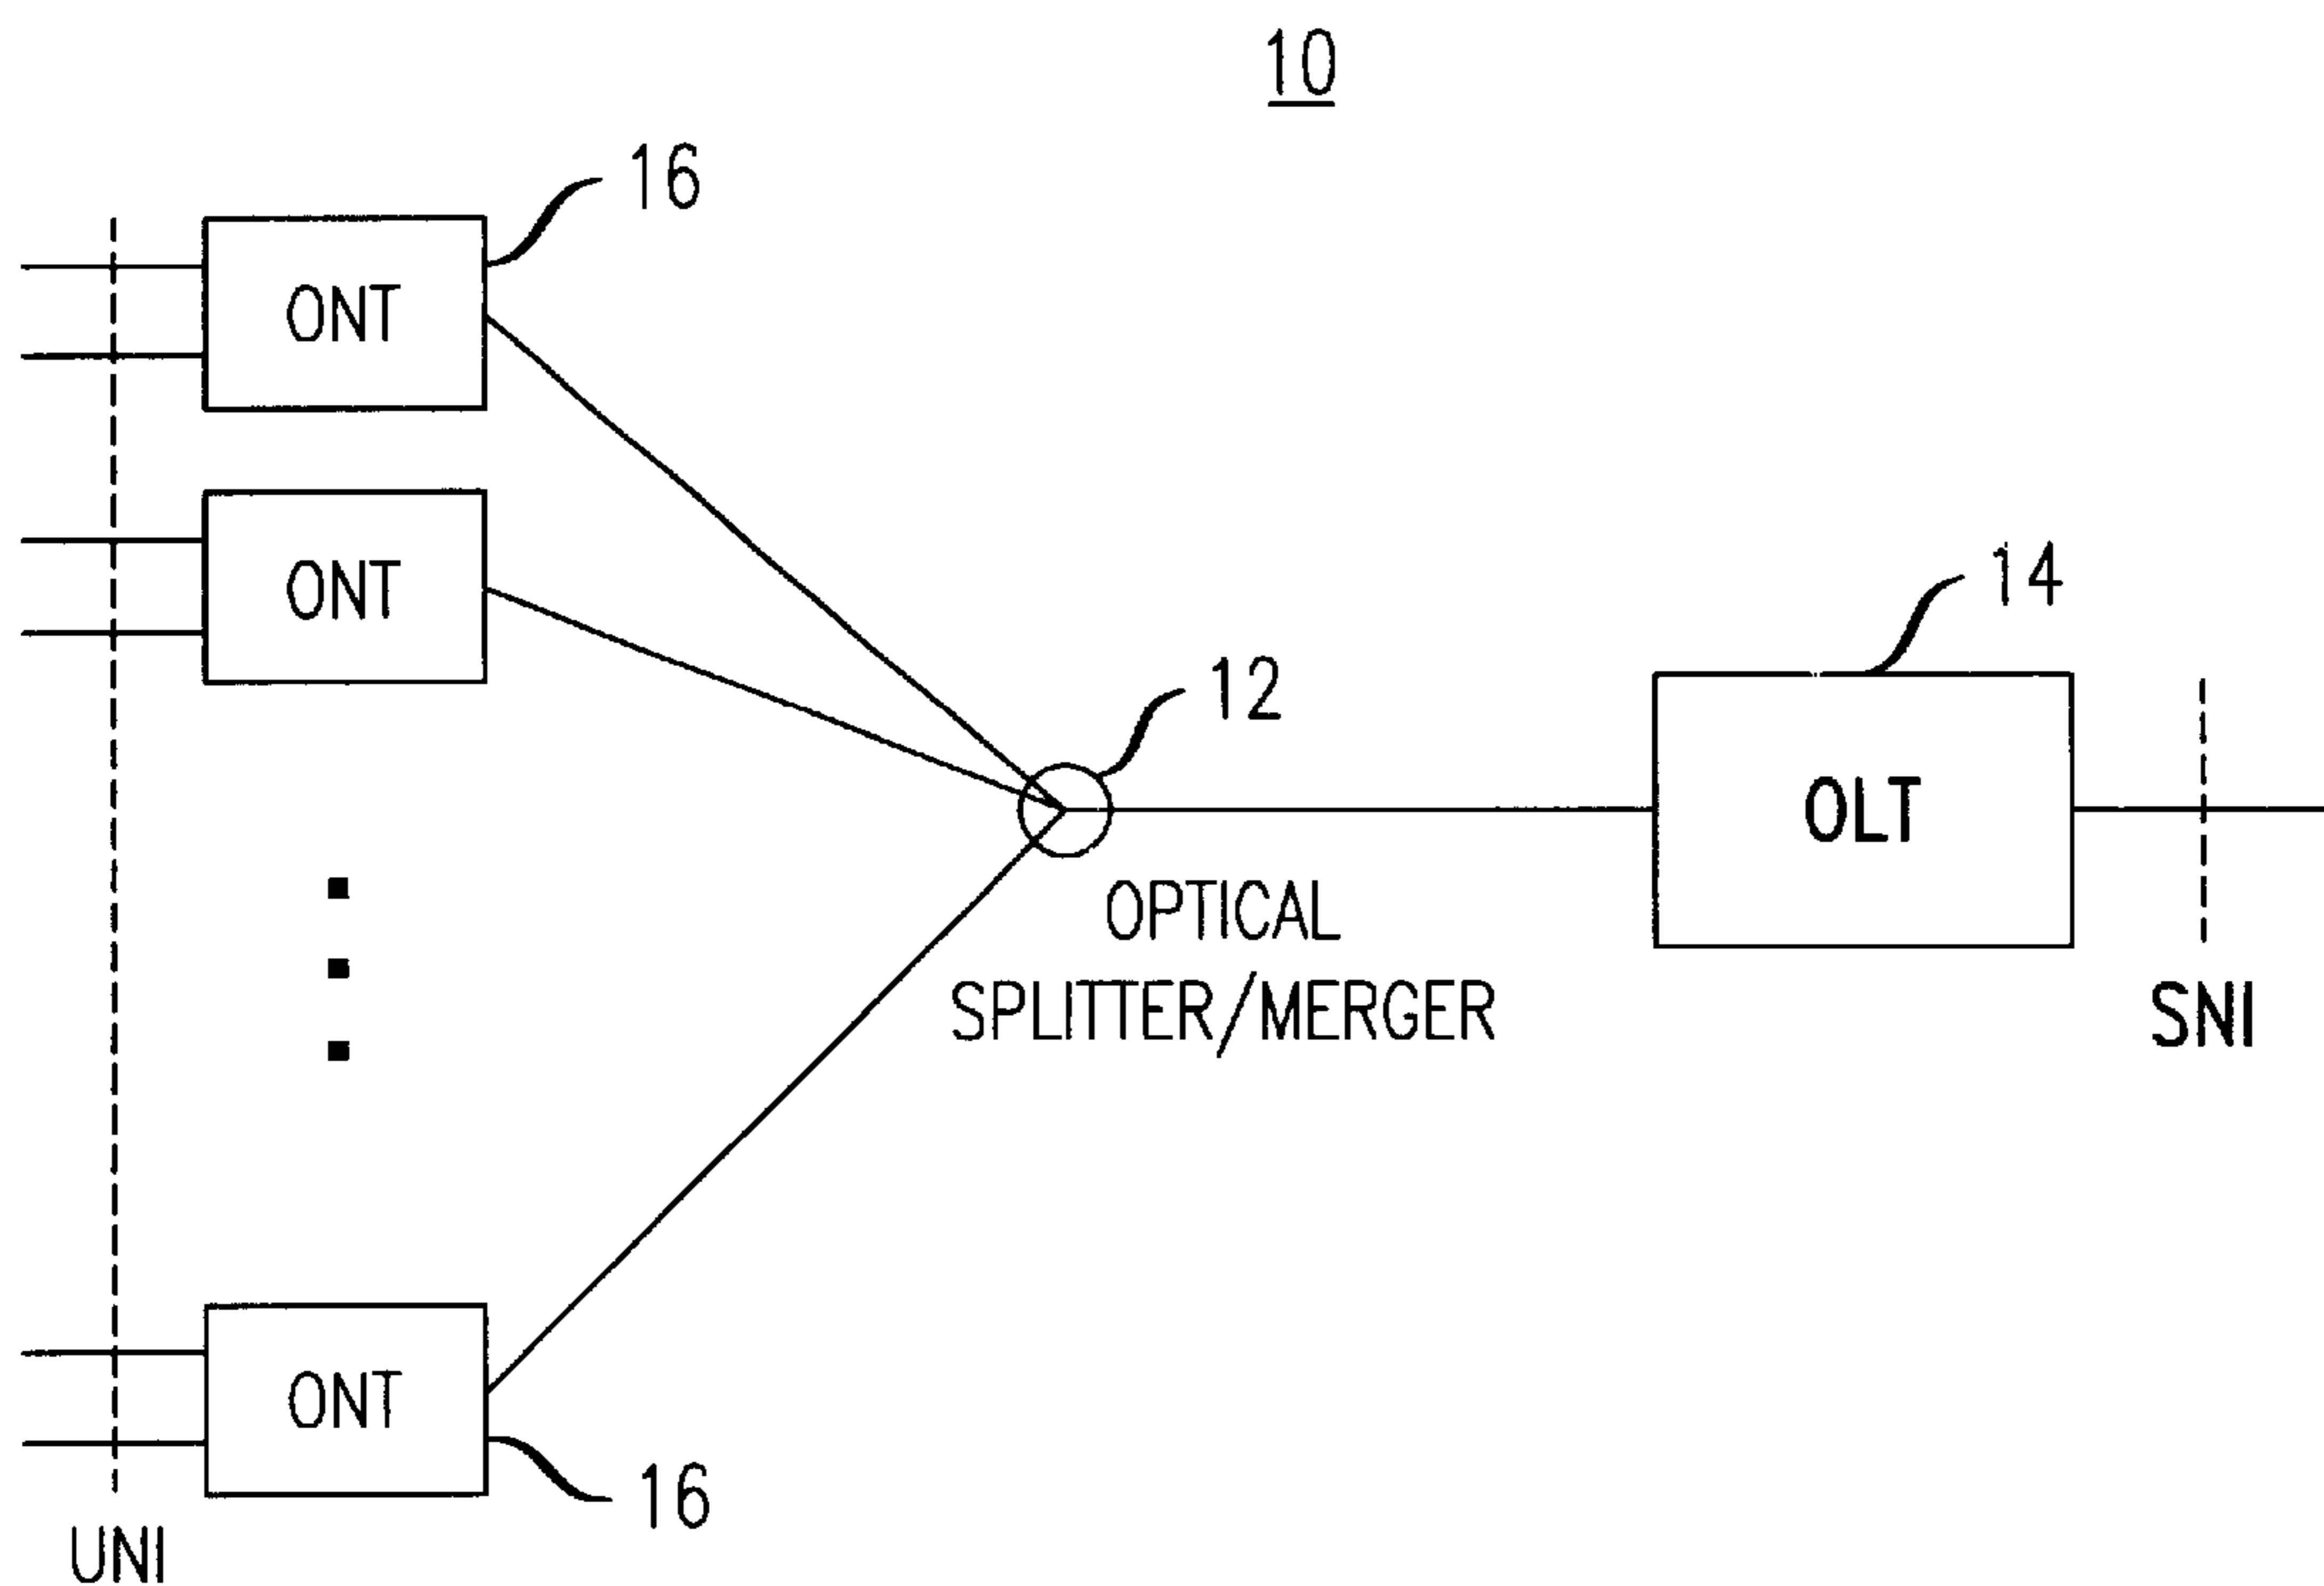 10
16
ONT
ONT
14
12
OLT
OPTICAL
SPLITTER/MERGER
SNI
ONT
16
UNI